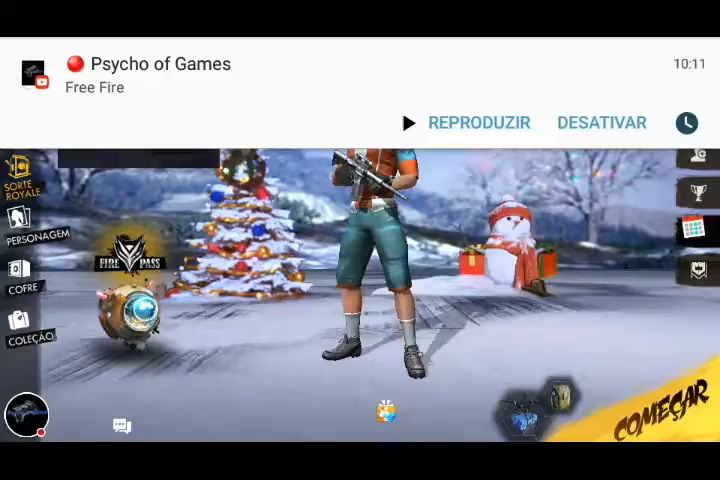 🔴 Psycho of Games
10:11
Free Fire
REPRODUZIR
DESATIVAR
SORTE
ROYALE
PERSONAGEM
FIRE PASS
COFRE
COLEÇÃO
COMEÇAR